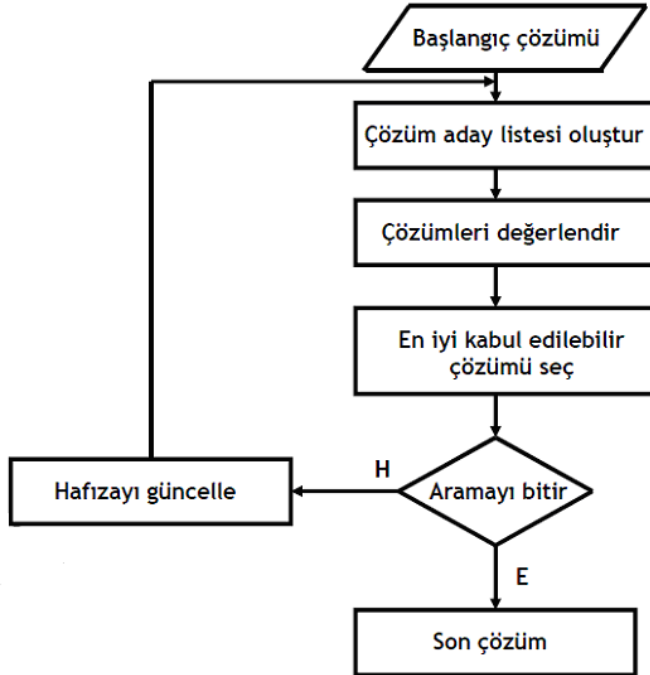 Başlangıç çözümü
Çözüm aday listesi oluştur
Çözümleri değerlendir
En iyi kabul edilebilir
çözümü seç
H
Aramayı bitir
Hafızayı güncelle
E
Son çözüm